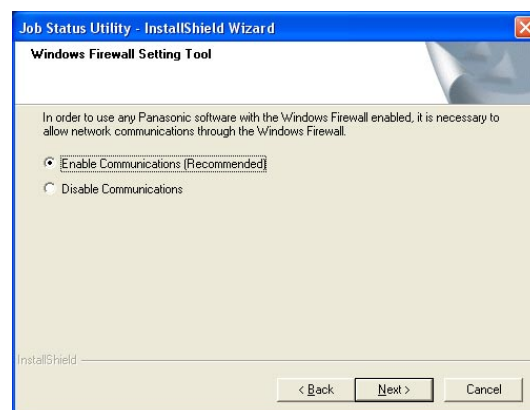 Job Status Utility - InstallShield Wizard
Windows Firewall Setting Tool
In order to use any Panasonic software with the Windows Firewall enabled, it is necessary to
allow network communications through the Windows Firewall.
Enable Communications (Recommended)
Disable Communications
InstallShield
< Back Next > Cancel